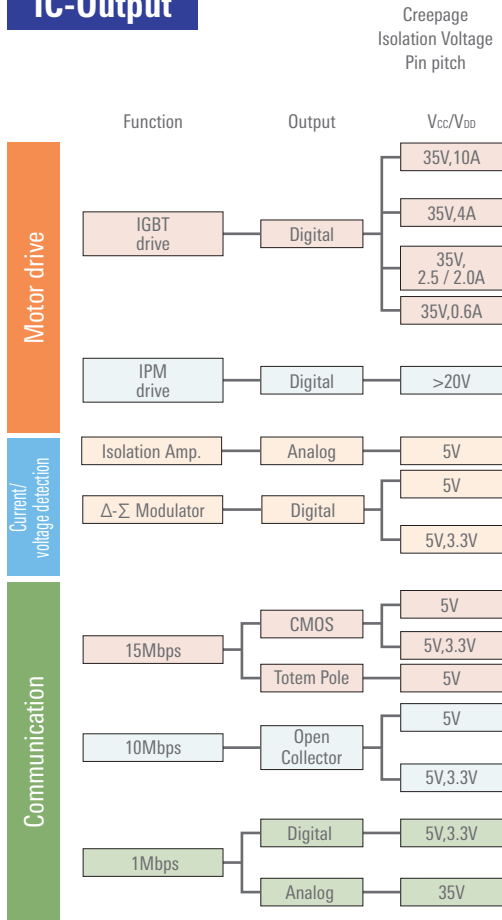 IC-Output
Creepage
Isolation Voltage
Pin pitch
Function
Output
Vcc/VDD
Motor drive
IGBT
drive
Digital
35V,10A
35V,4A
35V,
2.5 / 2.0A
35V,0.6A
IPM
drive
Digital
>20V
Current/
voltage detection
Isolation Amp.
Analog
5V
Δ-Σ Modulator
Digital
5V
5V,3.3V
Communication
15Mbps
CMOS
5V
5V,3.3V
Totem Pole
5V
10Mbps
Open
Collector
5V
5V,3.3V
1Mbps
Digital
5V,3.3V
Analog
35V